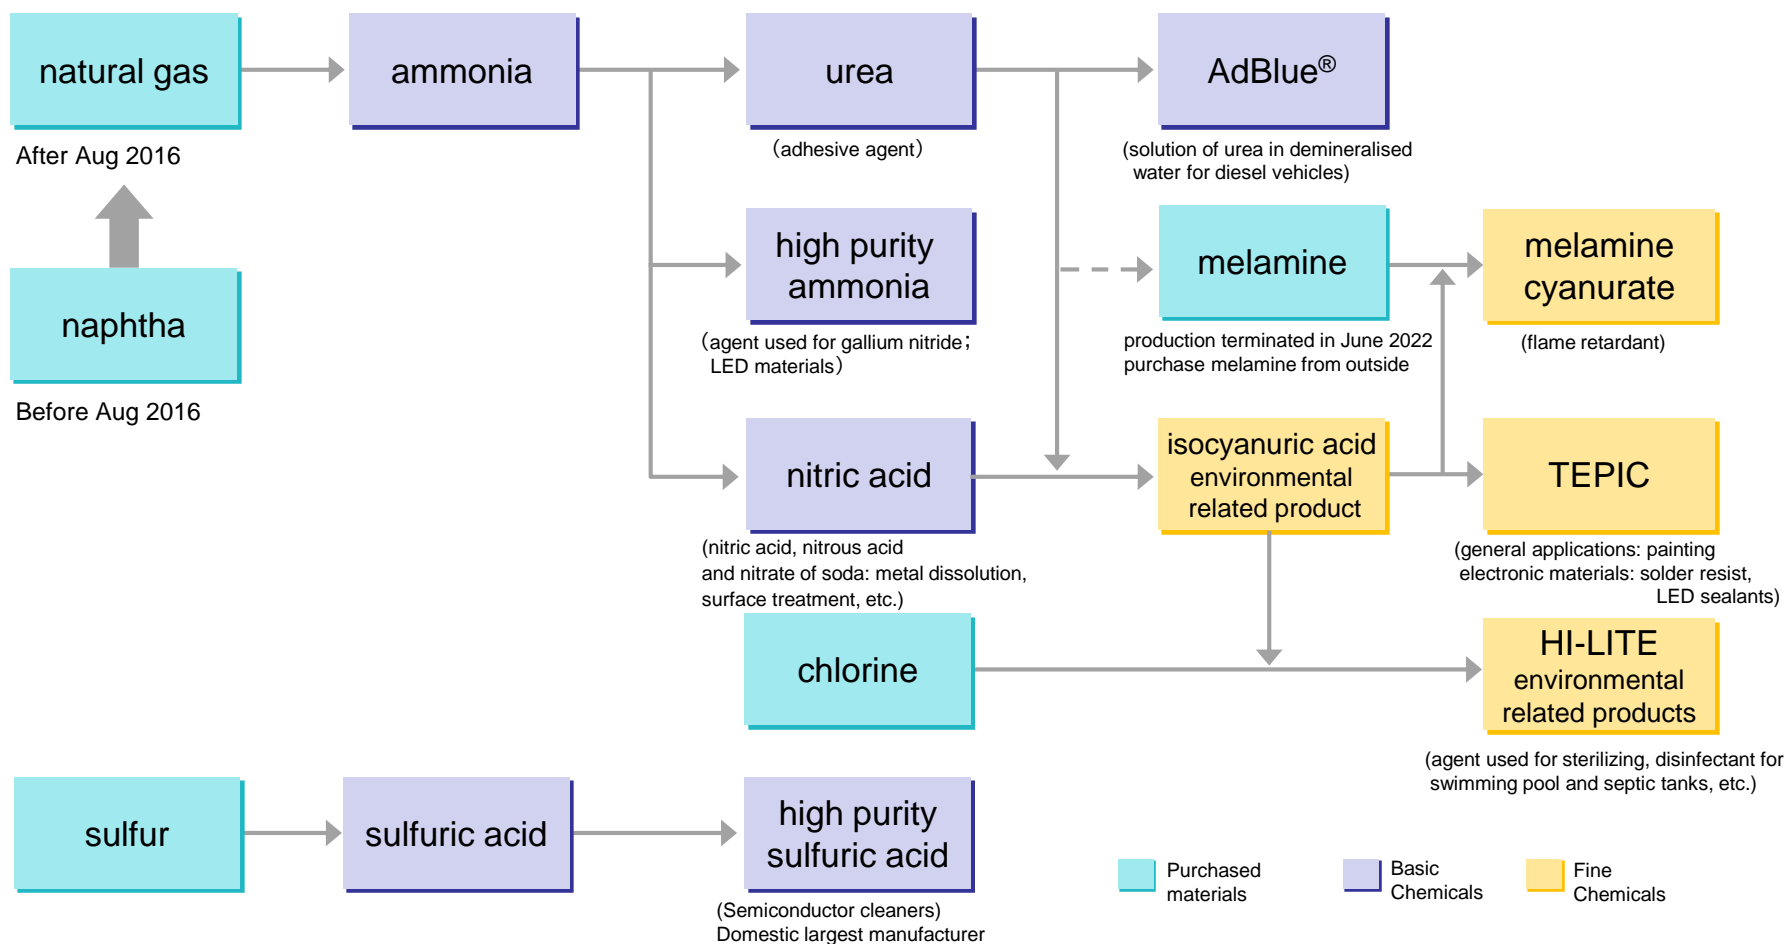 natural gas
After Aug 2016
naphtha
Before Aug 2016
ammonia
urea
(adhesive agent)
AdBlue®
(solution of urea in demineralised
water for diesel vehicles)
high purity
ammonia
(agent used for gallium nitride;
LED materials)
melamine
production terminated in June 2022
purchase melamine from outside
melamine
cyanurate
(flame retardant)
nitric acid
(nitric acid, nitrous acid
and nitrate of soda: metal dissolution,
surface treatment, etc.)
isocyanuric acid
environmental
related product
TEPIC
(general applications: painting
electronic materials: solder resist,
LED sealants)
chlorine
HI-LITE
environmental
related products
(agent used for sterilizing, disinfectant for
swimming pool and septic tanks, etc.)
sulfur
sulfuric acid
high purity
sulfuric acid
(Semiconductor cleaners)
Domestic largest manufacturer
Purchased
materials
Basic
Chemicals
Fine
Chemicals